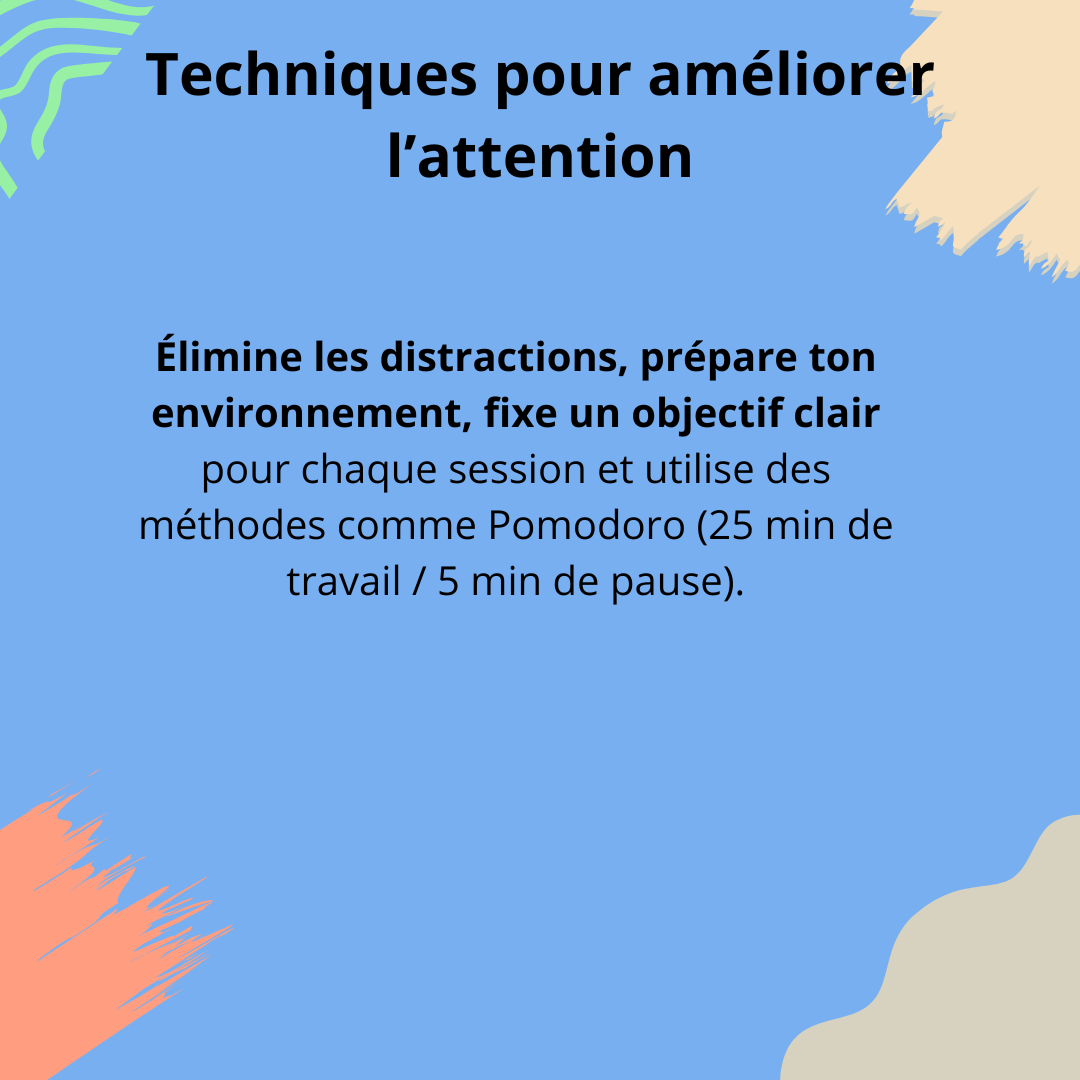 Techniques pour améliorer
l’attention
Élimine les distractions, prépare ton
environnement, fixe un objectif clair
pour chaque session et utilise des
méthodes comme Pomodoro (25 min de
travail / 5 min de pause).